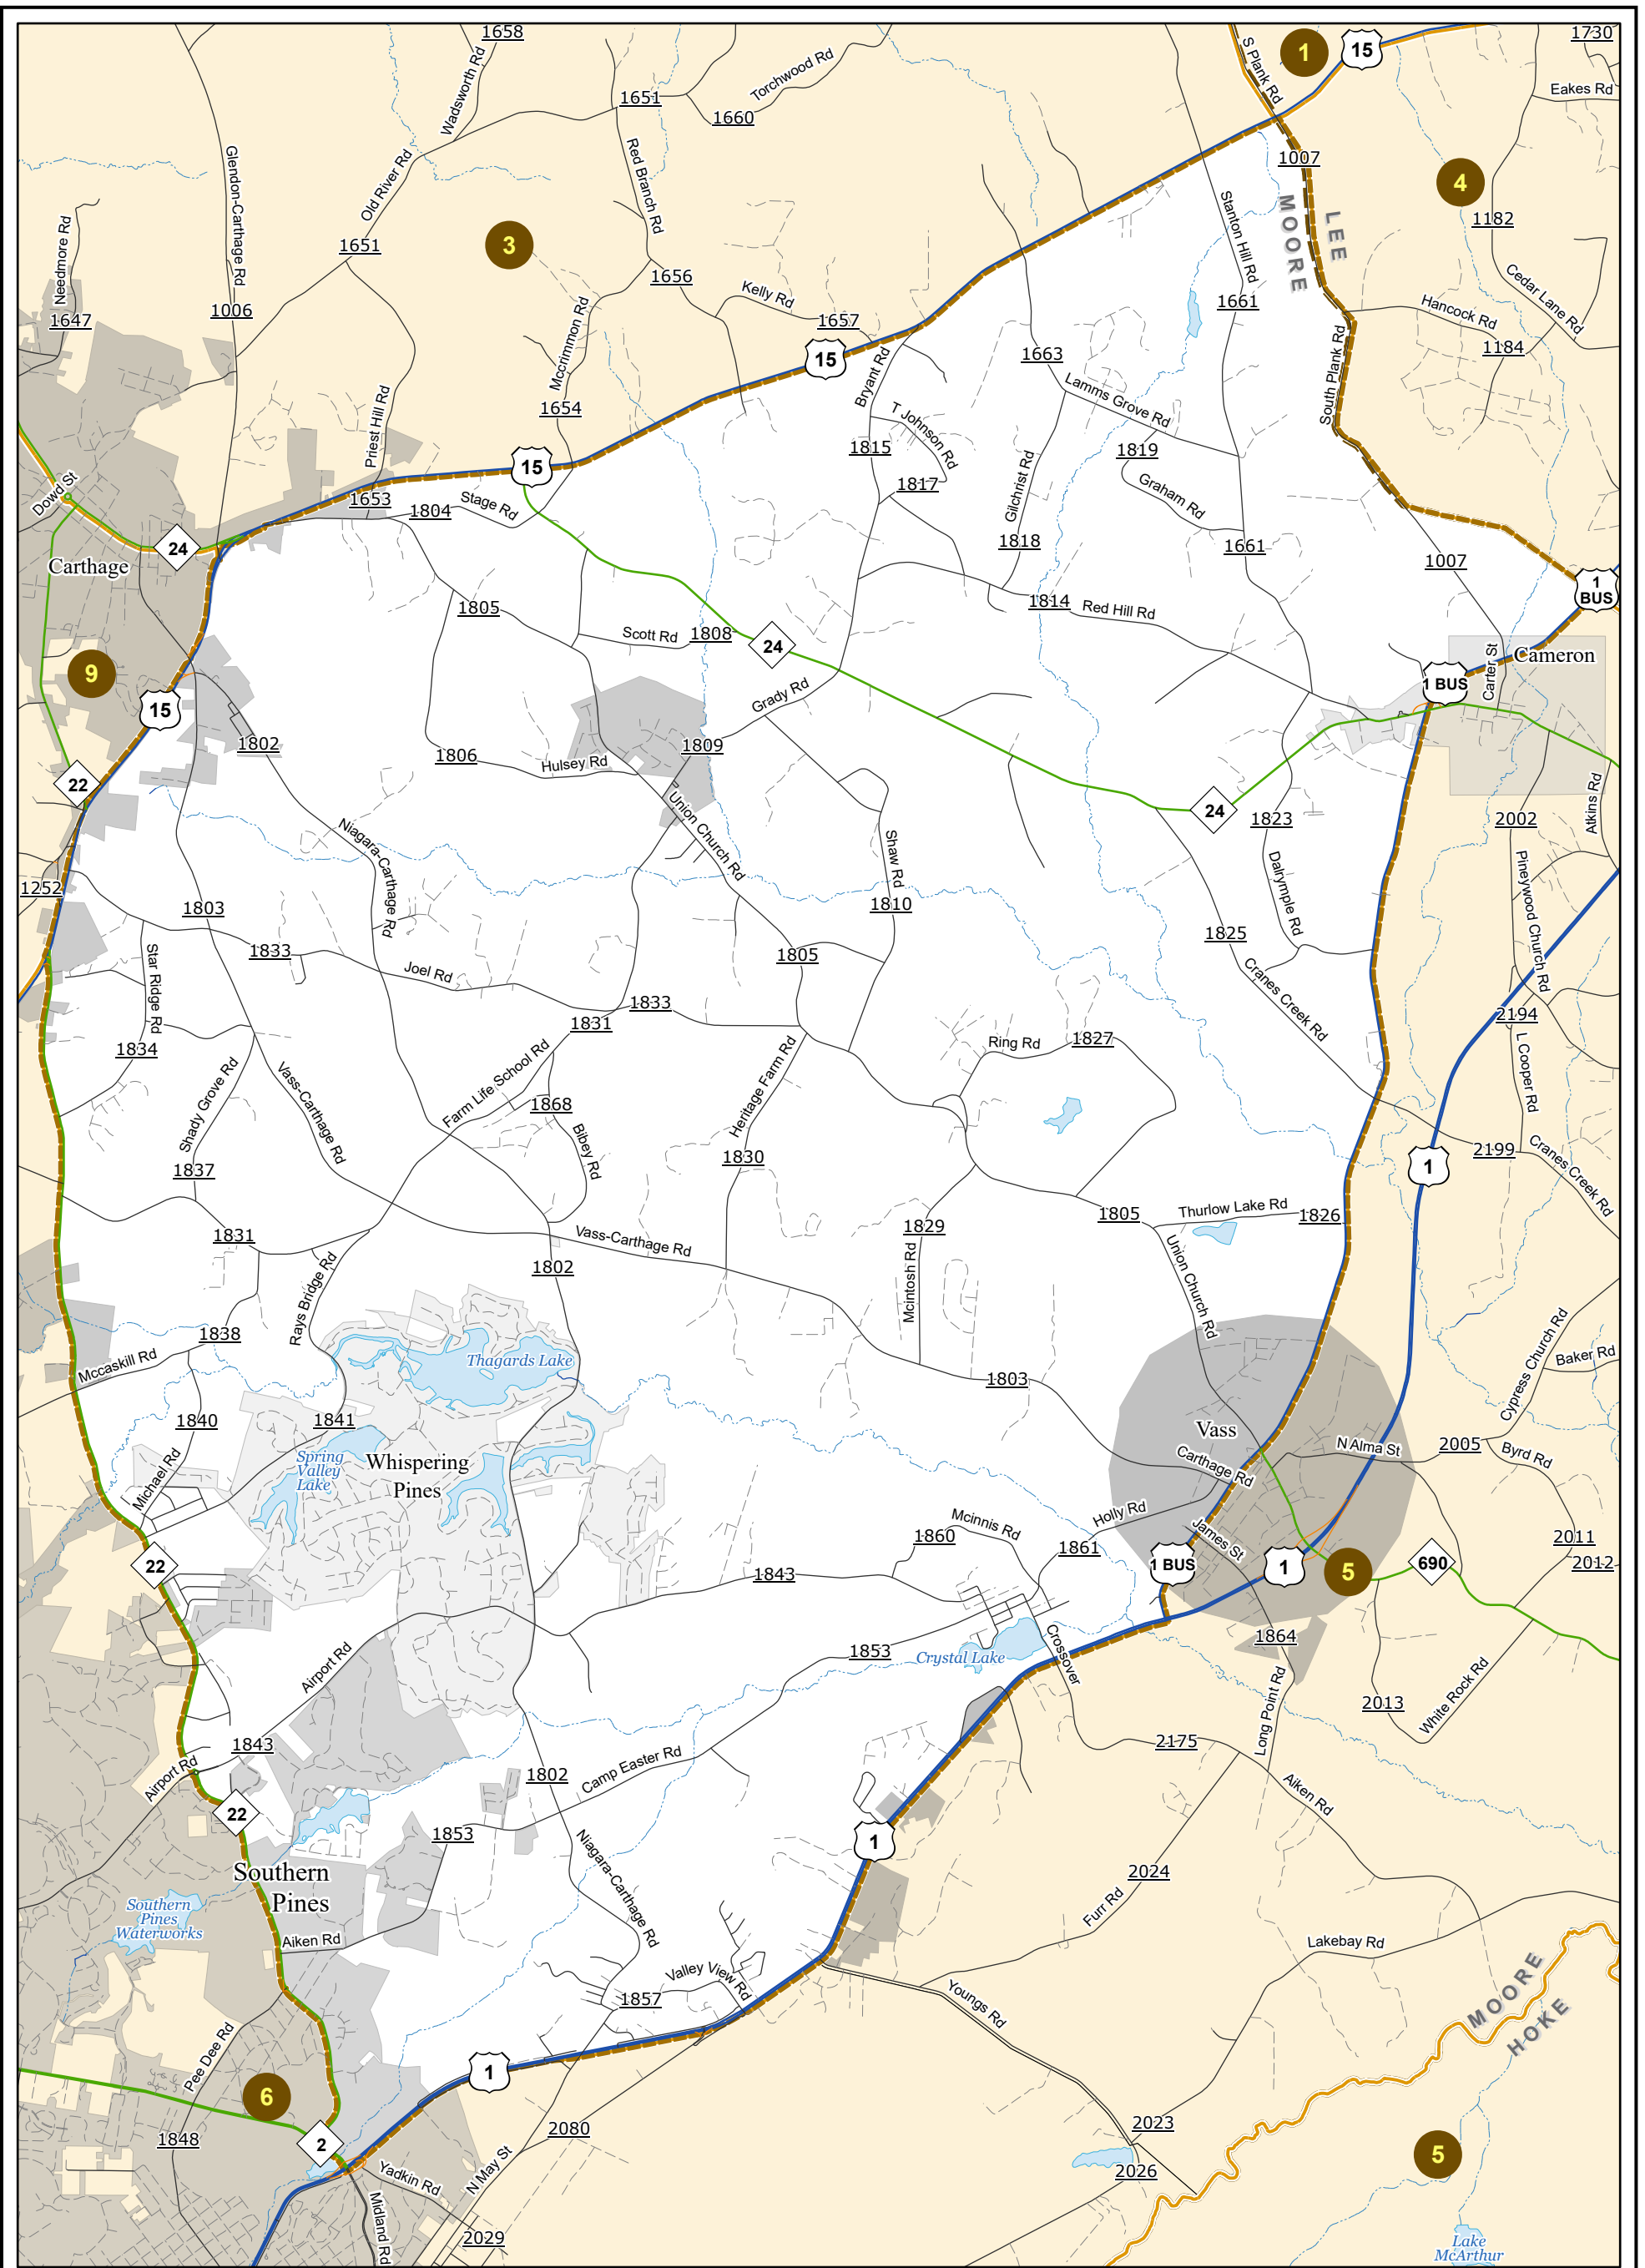 1658
1730
S Plank Rd
1
15
Wadsworth Rd
Torchwood Rd
Eakes Rd
1651
1660
Glendon-Carthage Rd
Old River Rd
Red Branch Rd
1007
4
Needmore Rd
1651
3
Stanton Hill Rd
MOORE
LEE
1182
1656
Kelly Rd
Cedar Lane Rd
1647
1006
1657
1661
Hancock Rd
Mccrimmon Rd
15
1663
1184
Bryant Rd
South Plank Rd
Priest Hill Rd
1654
T Johnson Rd
Lamms Grove Rd
1815
1819
15
1817
Gilchrist Rd
Graham Rd
Dowd St
1653
1804
Stage Rd
24
1818
1661
1007
Carthage
1
BUS
1805
1814
Red Hill Rd
Scott Rd
1808
24
Carter St
Cameron
9
1 BUS
15
Grady Rd
1802
1806
Hulsey Rd
1809
22
24
1823
2002
Atkins Rd
Union Church Rd
Niagara-Carthage Rd
Shaw Rd
Dalrymple Rd
Pineywood Church Rd
1252
1803
1810
1833
1805
1825
Star Ridge Rd
Joel Rd
Cranes Creek Rd
1833
1831
2194
1834
Ring Rd
1827
L Cooper Rd
Shady Grove Rd
Vass-Carthage Rd
Farm Life School Rd
Heritage Farm Rd
1868
Bibey Rd
1837
1830
1
2199
Cranes Creek Rd
1831
1829
1805
Thurlow Lake Rd
1826
Vass-Carthage Rd
1802
Mcintosh Rd
Union Church Rd
Rays Bridge Rd
1838
Mccaskill Rd
Thagards Lake
Cypress Church Rd
Baker Rd
1803
1840
1841
Vass
Spring
Valley
Lake
Whispering
Pines
Carthage Rd
N Alma St
2005
Byrd Rd
Michael Rd
Holly Rd
Mcinnis Rd
1860
1861
James St
2011
22
1 BUS
1
5
690
2012
1843
1864
Airport Rd
1853
Crystal Lake
Crossover
Long Point Rd
White Rock Rd
2013
1843
2175
Airport Rd
1802
Camp Easter Rd
Aiken Rd
22
1853
1
Southern
Pines
Niagara-Carthage Rd
2024
Southern
Pines
Waterworks
Furr Rd
Aiken Rd
Lakebay Rd
Valley View Rd
1857
Youngs Rd
MOORE
HOKE
Pee Dee Rd
1
6
2080
2023
1848
2
5
2026
Yadkin Rd
N May St
Midland Rd
2029
Lake
McArthur